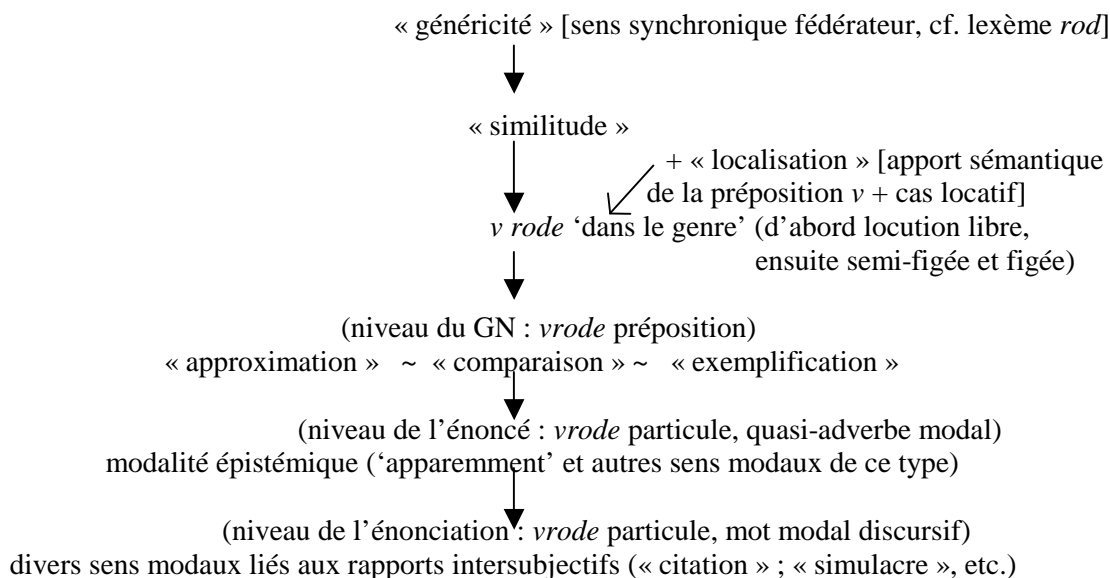 « généricité » [sens synchronique fédérateur, cf. lexème rod]
« similitude »
+ « localisation » [apport sémantique
de la préposition v + cas locatif]
v rode ‘dans le genre’ (d’abord locution libre,
ensuite semi-figée et figée)
(niveau du GN : vrode préposition)
« approximation » ~ « comparaison » ~ « exemplification »
(niveau de l’énoncé : vrode particule, quasi-adverbe modal)
modalité épistémique (‘apparemment’ et autres sens modaux de ce type)
(niveau de l’énonciation : vrode particule, mot modal discursif)
divers sens modaux liés aux rapports intersubjectifs (« citation » ; « simulacre », etc.)